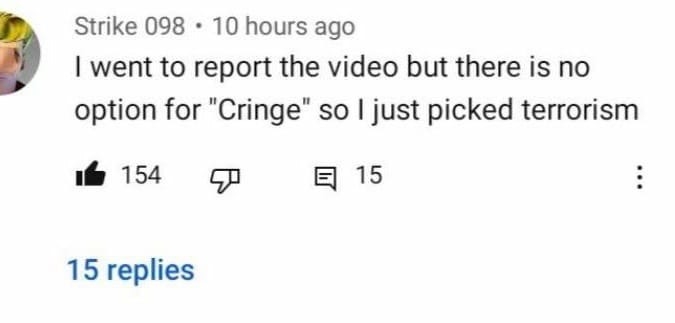 Strike 098 • 10 hours ago
I went to report the video but there is no
option for "Cringe" so I just picked terrorism
154 15
15 replies